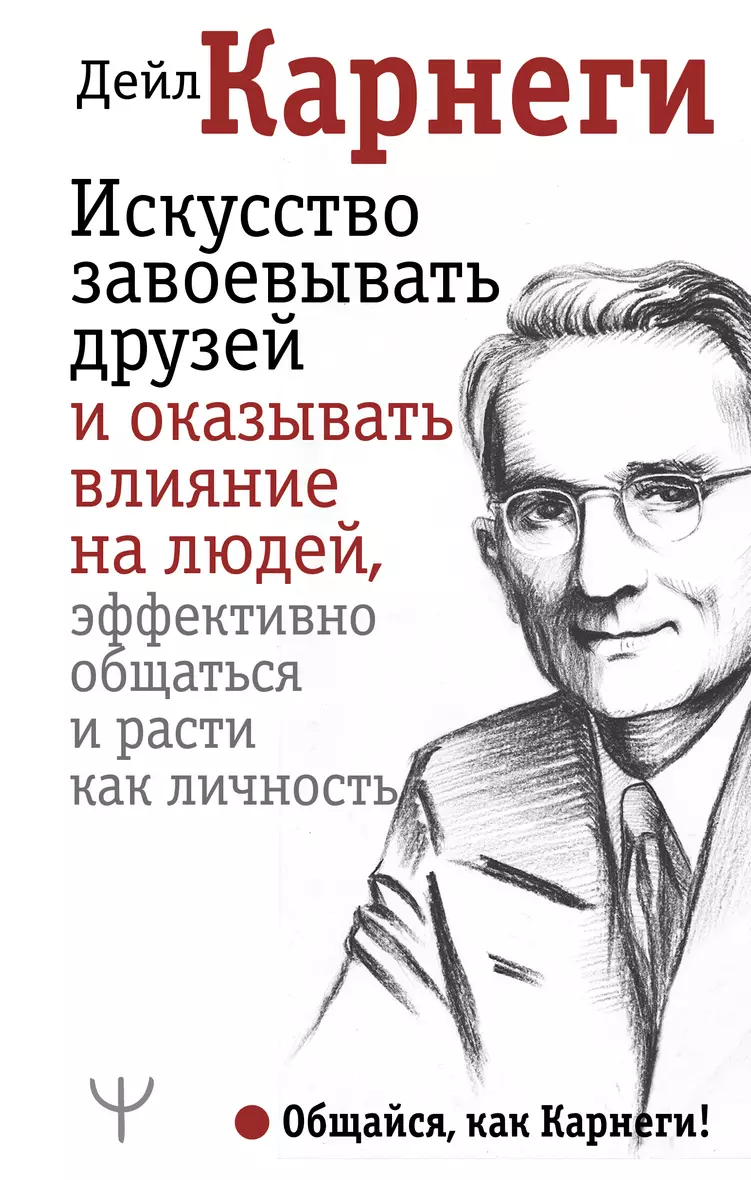 Дейл Карнеги
Искусство
завоевывать
друзей
и оказывать
влияние
на людей,
эффективно
общаться
и расти
как личность
Общайся, как Карнеги!